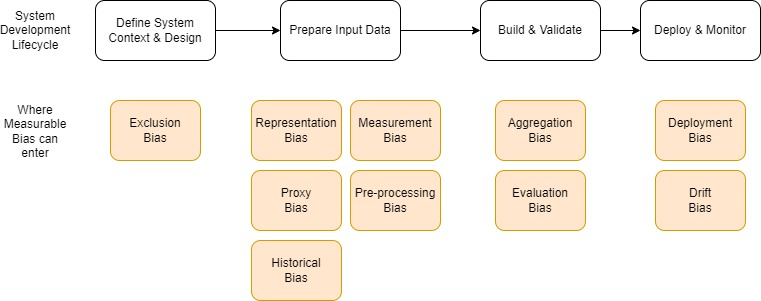 System
Development
Lifecycle
Define System
Context & Design
Prepare Input Data
Build & Validate
Deploy & Monitor
Where
Measurable
Bias can
enter
Exclusion
Bias
Representation
Bias
Measurement
Bias
Aggregation
Bias
Deployment
Bias
Proxy
Bias
Pre-processing
Bias
Evaluation
Bias
Drift
Bias
Historical
Bias